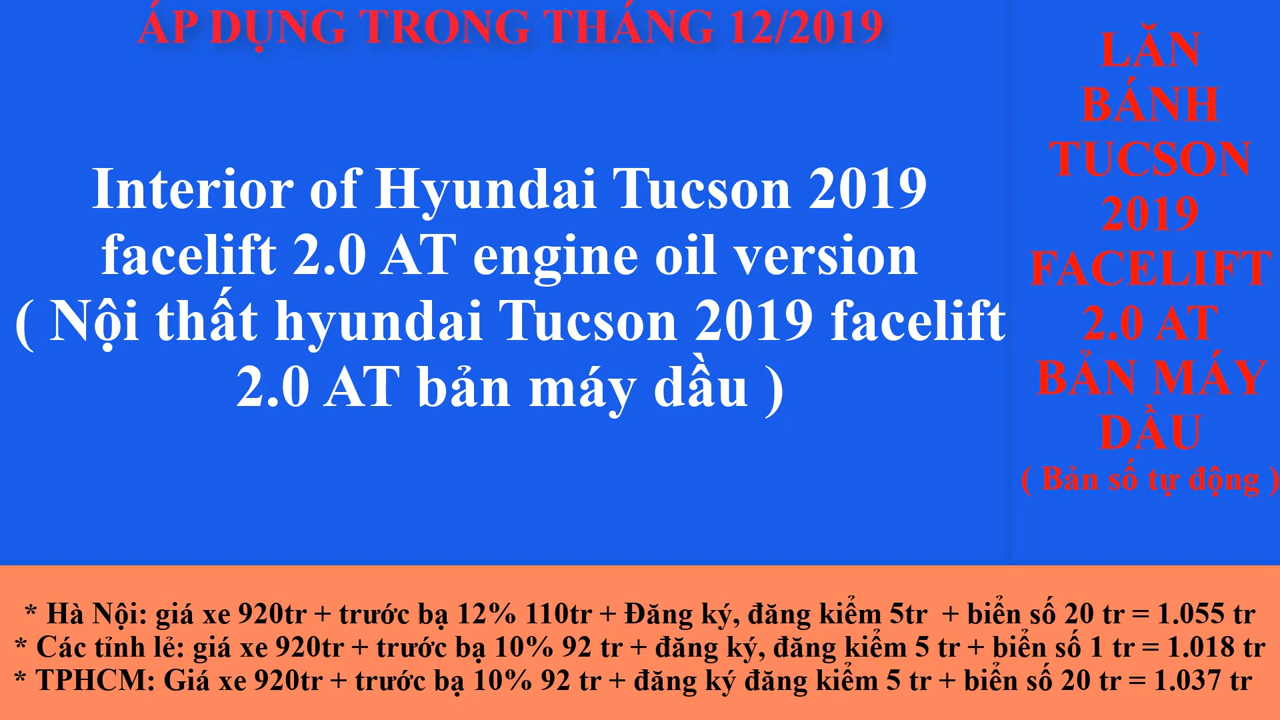 ÁP DỤNG TRONG THÁNG 12/2019
Interior of Hyundai Tucson 2019
facelift 2.0 AT engine oil version
( Nội thất hyundai Tucson 2019 facelift
2.0 AT bản máy dầu )
LĂN
BÁNH
TUCSON
2019
FACELIFT
2.0 AT
BẢN MÁY
DẦU
( Bản số tự động )
* Hà Nội: giá xe 920tr + trước bạ 12% 110tr + Đăng ký, đăng kiểm 5tr + biển số 20 tr = 1.055 tr
* Các tỉnh lẻ: giá xe 920tr + trước bạ 10% 92 tr + đăng ký, đăng kiểm 5 tr + biển số 1 tr = 1.018 tr
* TPHCM: Giá xe 920tr + trước bạ 10% 92 tr + đăng ký đăng kiểm 5 tr + biển số 20 tr = 1.037 tr